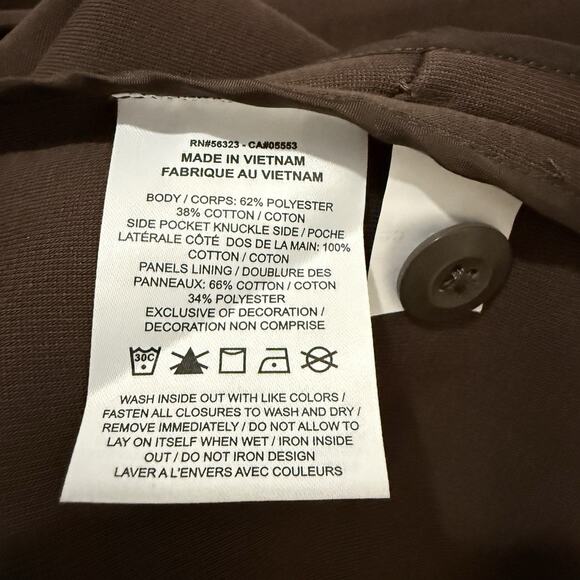 RN#56323 - CA#05553
MADE IN VIETNAM
FABRIQUE AU VIETNAM
BODY / CORPS: 62% POLYESTER
38% COTTON / COTON
SIDE POCKET KNUCKLE SIDE / POCHE
LATÉRALE CÔTÉ DOS DE LA MAIN: 100%
COTTON / COTON
PANELS LINING / DOUBLURE DES
PANNEAUX: 66% COTTON / COTON
34% POLYESTER
EXCLUSIVE OF DECORATION /
DECORATION NON COMPRISE
30C
WASH INSIDE OUT WITH LIKE COLORS /
FASTEN ALL CLOSURES TO WASH AND DRY /
REMOVE IMMEDIATELY / DO NOT ALLOW TO
LAY ON ITSELF WHEN WET / IRON INSIDE
OUT / DO NOT IRON DESIGN
LAVER A L'ENVERS AVEC COULEURS